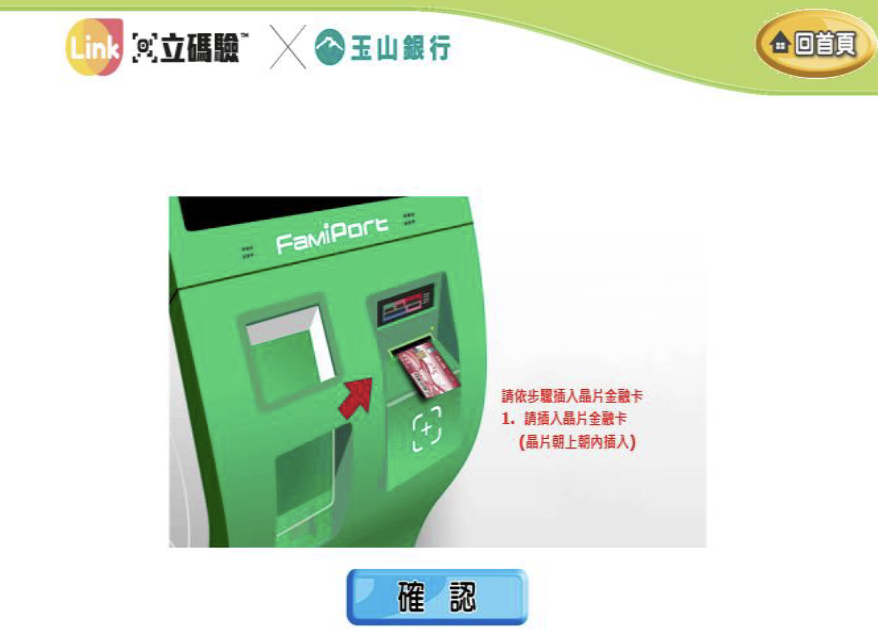 Link 立碼驗™ 玉山銀行
回首頁
FamiPort
請依步驟插入晶片金融卡
1. 請插入晶片金融卡
(晶片朝上朝內插入)
確認